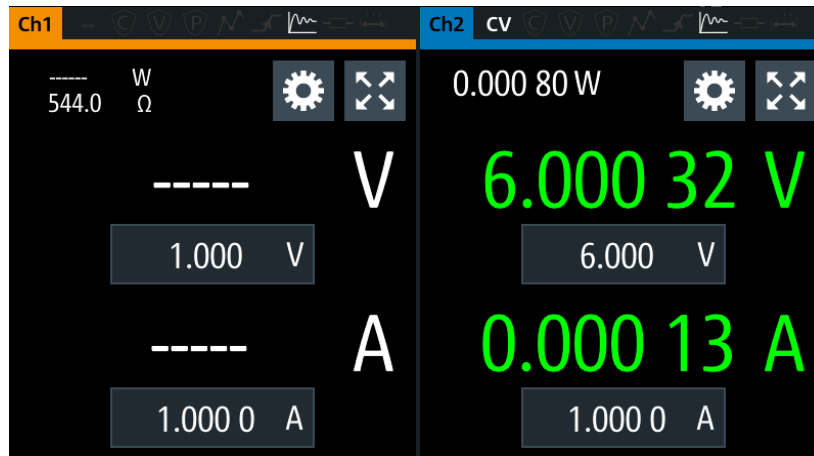 Ch1 -- C V P
------ W
544.0 Ω
----- V
1.000 V
----- A
1.000 0 A
Ch2 CV C V P
0.000 80 W
6.000 32 V
6.000 V
0.000 13 A
1.000 0 A